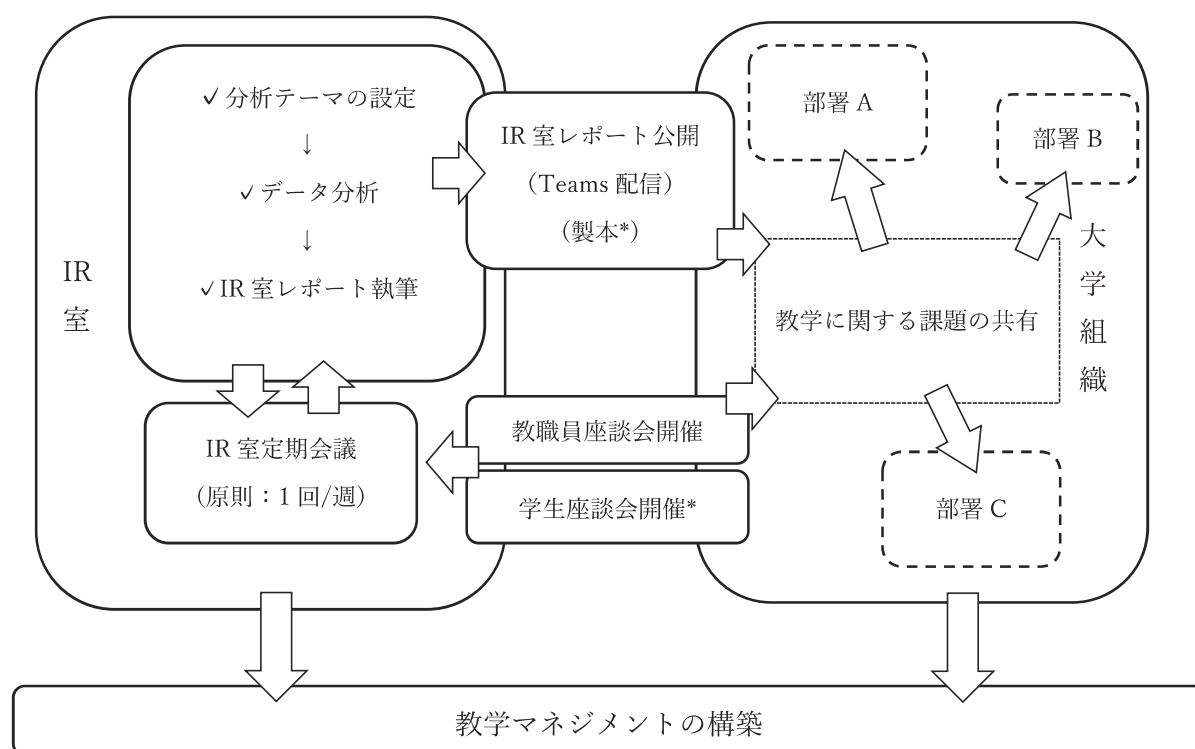 IR室
✓分析テーマの設定
↓
✓データ分析
↓
✓IR室レポート執筆
IR室定期会議
(原則：1回/週)
IR室レポート公開
(Teams配信)
(製本*)
教職員座談会開催
学生座談会開催*
大学組織
部署A
部署B
教学に関する課題の共有
部署C
教学マネジメントの構築